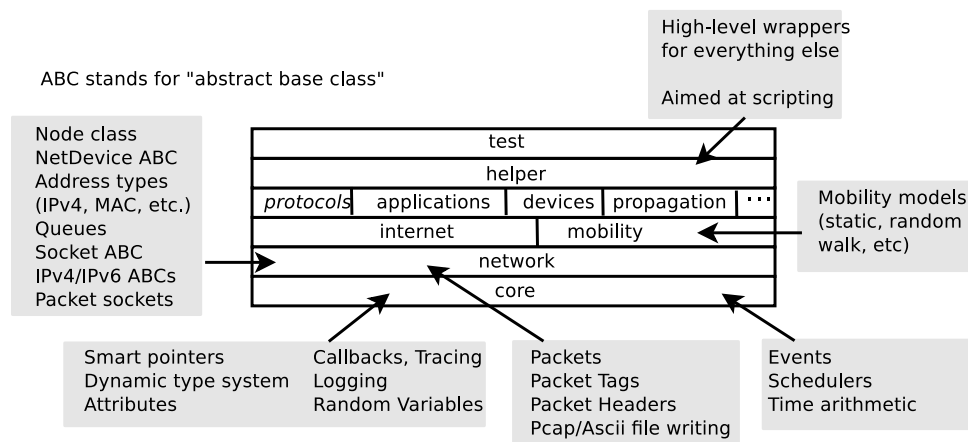 High-level wrappers
for everything else
Aimed at scripting
ABC stands for "abstract base class"
Node class
NetDevice ABC
Address types
(IPv4, MAC, etc.)
Queues
Socket ABC
IPv4/IPv6 ABCs
Packet sockets
test
helper
protocols applications devices propagation ...
internet mobility
network
core
Mobility models
(static, random
walk, etc)
Smart pointers
Dynamic type system
Attributes
Callbacks, Tracing
Logging
Random Variables
Packets
Packet Tags
Packet Headers
Pcap/Ascii file writing
Events
Schedulers
Time arithmetic